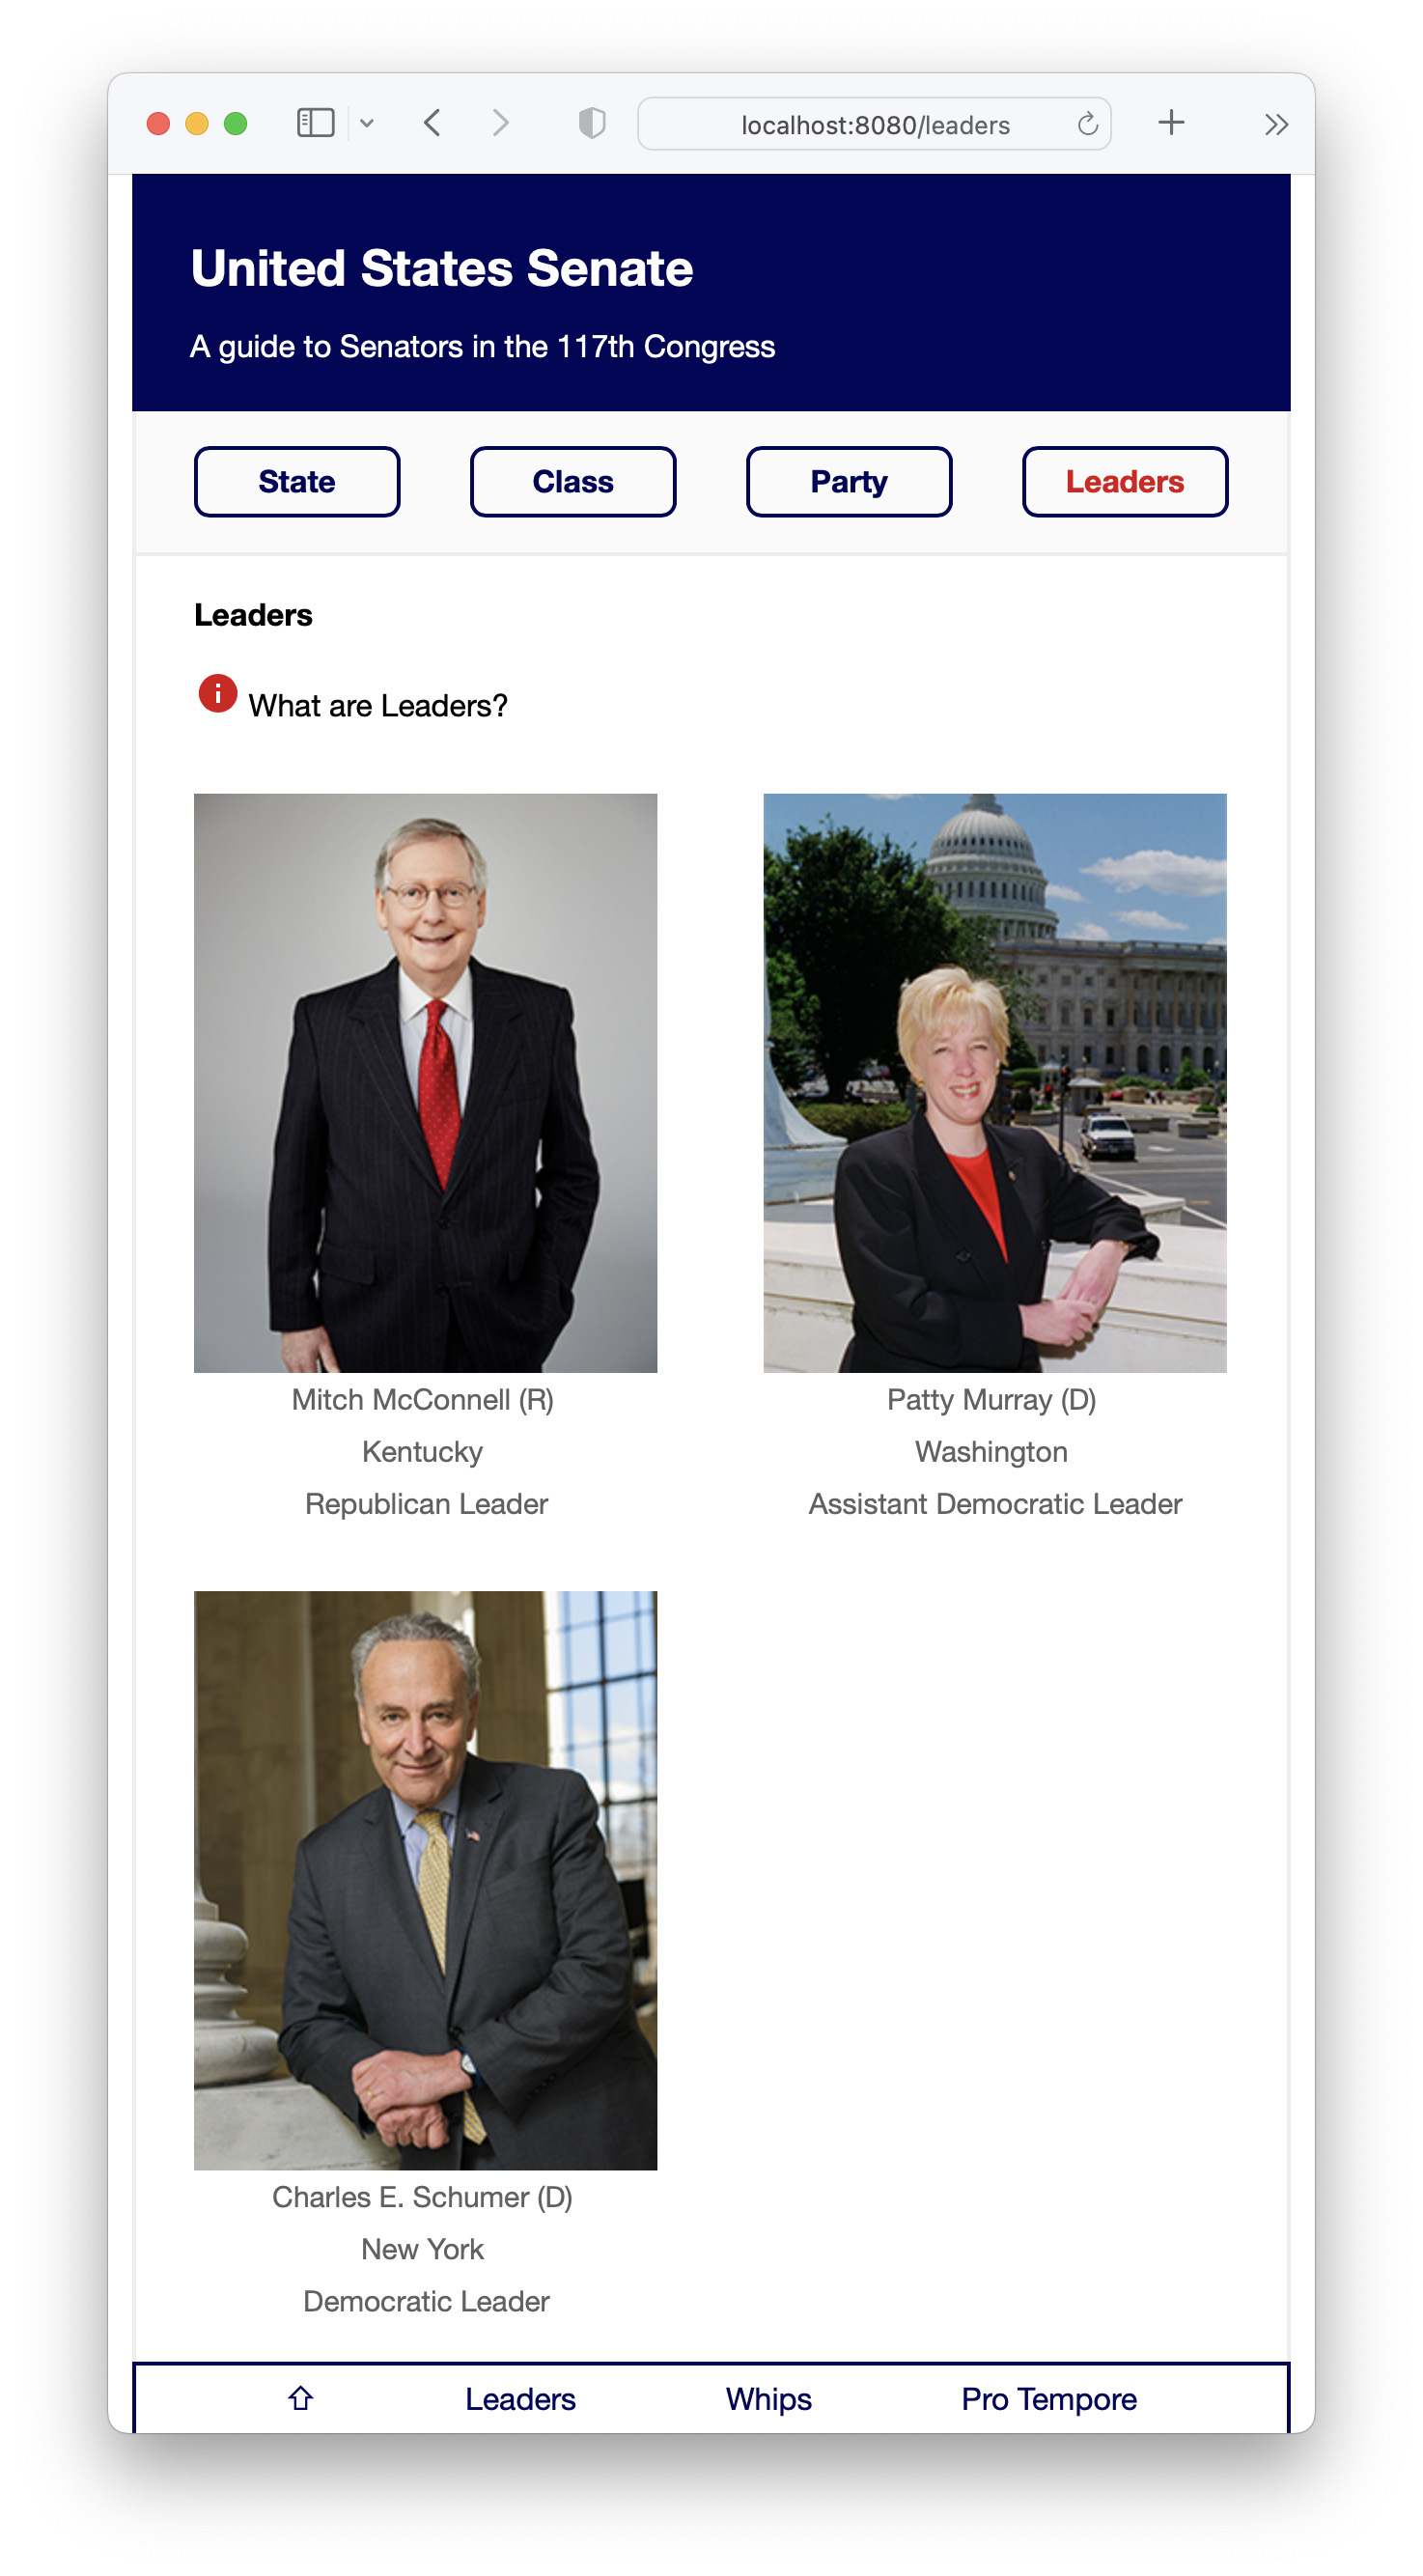 localhost:8080/leaders
United States Senate
A guide to Senators in the 117th Congress
State Class Party Leaders
Leaders
i What are Leaders?
Mitch McConnell (R)
Kentucky
Republican Leader
Patty Murray (D)
Washington
Assistant Democratic Leader
Charles E. Schumer (D)
New York
Democratic Leader
Leaders Whips Pro Tempore